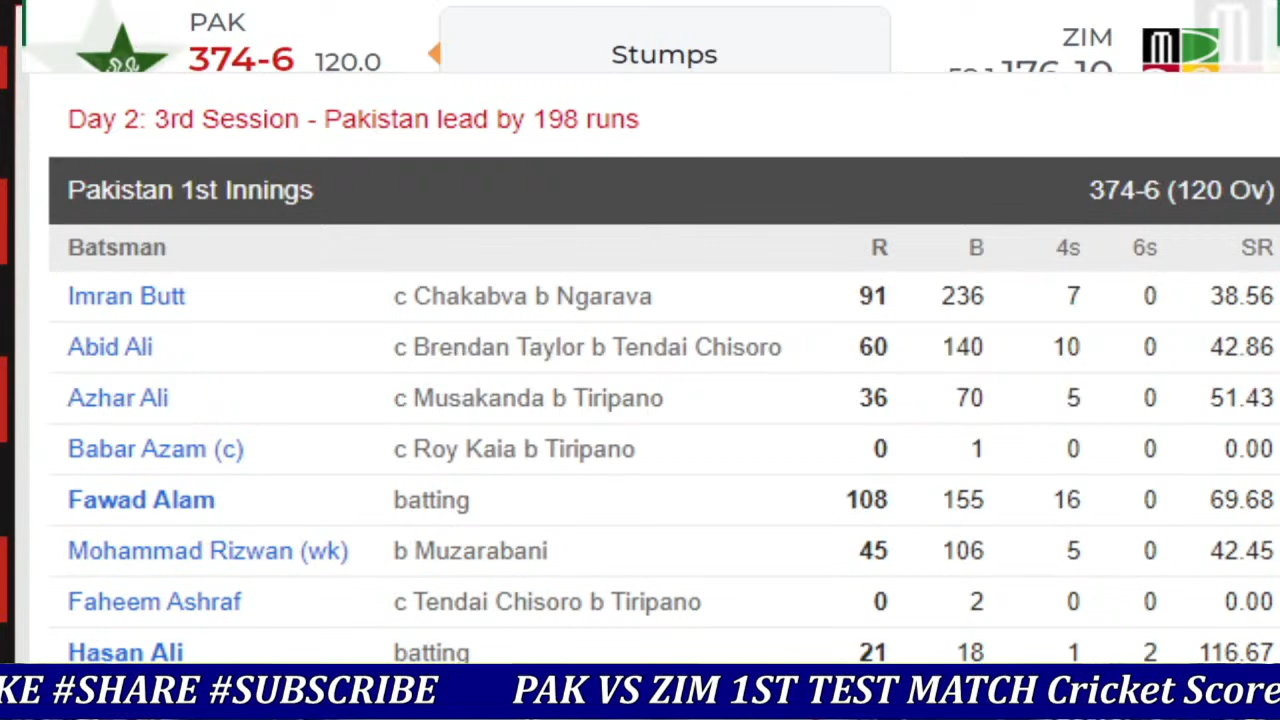 PAK
374-6 120.0
Stumps
ZIM
176-10
Day 2: 3rd Session - Pakistan lead by 198 runs
Pakistan 1st Innings 374-6 (120 Ov)
Batsman R B 4s 6s SR
Imran Butt c Chakabva b Ngarava 91 236 7 0 38.56
Abid Ali c Brendan Taylor b Tendai Chisoro 60 140 10 0 42.86
Azhar Ali c Musakanda b Tiripano 36 70 5 0 51.43
Babar Azam (c) c Roy Kaia b Tiripano 0 1 0 0 0.00
Fawad Alam batting 108 155 16 0 69.68
Mohammad Rizwan (wk) b Muzarabani 45 106 5 0 42.45
Faheem Ashraf c Tendai Chisoro b Tiripano 0 2 0 0 0.00
Hasan Ali batting 21 18 1 2 116.67
KE #SHARE #SUBSCRIBE PAK VS ZIM 1ST TEST MATCH Cricket Score